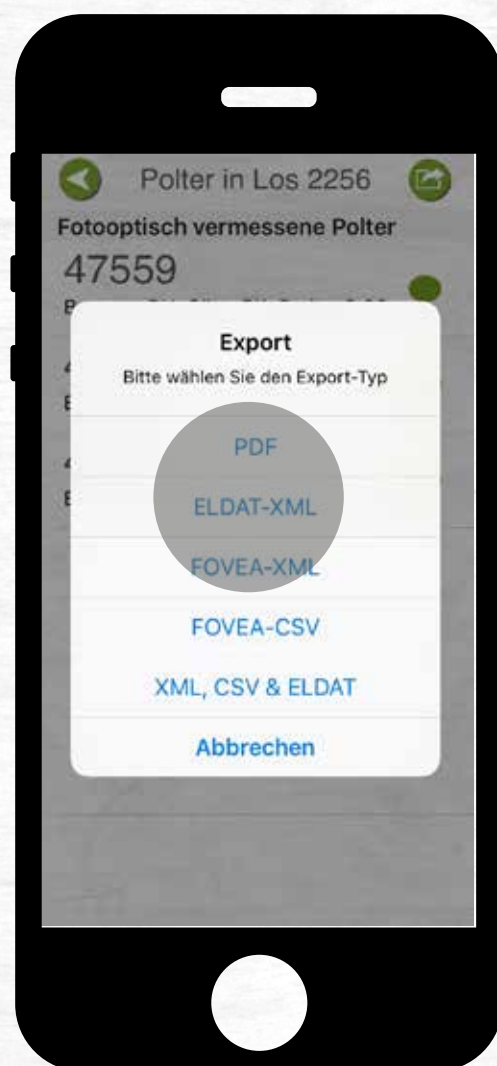 Polter in Los 2256
Fotooptisch vermessene Polter
47559
Export
Bitte wählen Sie den Export-Typ
PDF
ELDAT-XML
FOVEA-XML
FOVEA-CSV
XML, CSV & ELDAT
Abbrechen